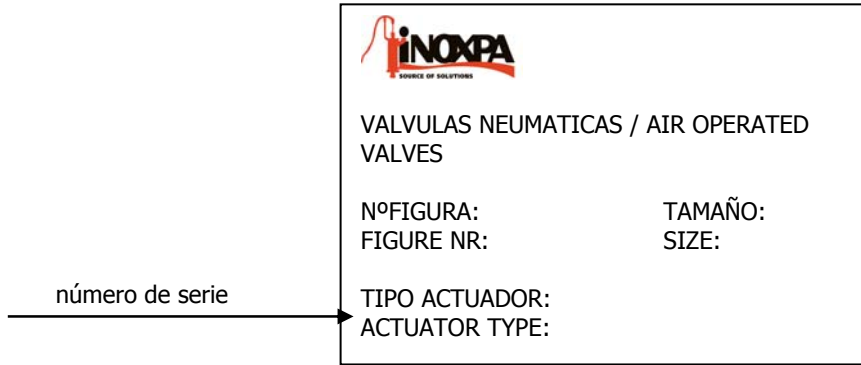 iNOXPA
SOURCE OF SOLUTIONS
VALVULAS NEUMATICAS / AIR OPERATED
VALVES
NºFIGURA: TAMAÑO:
FIGURE NR: SIZE:
número de serie
TIPO ACTUADOR:
ACTUATOR TYPE: